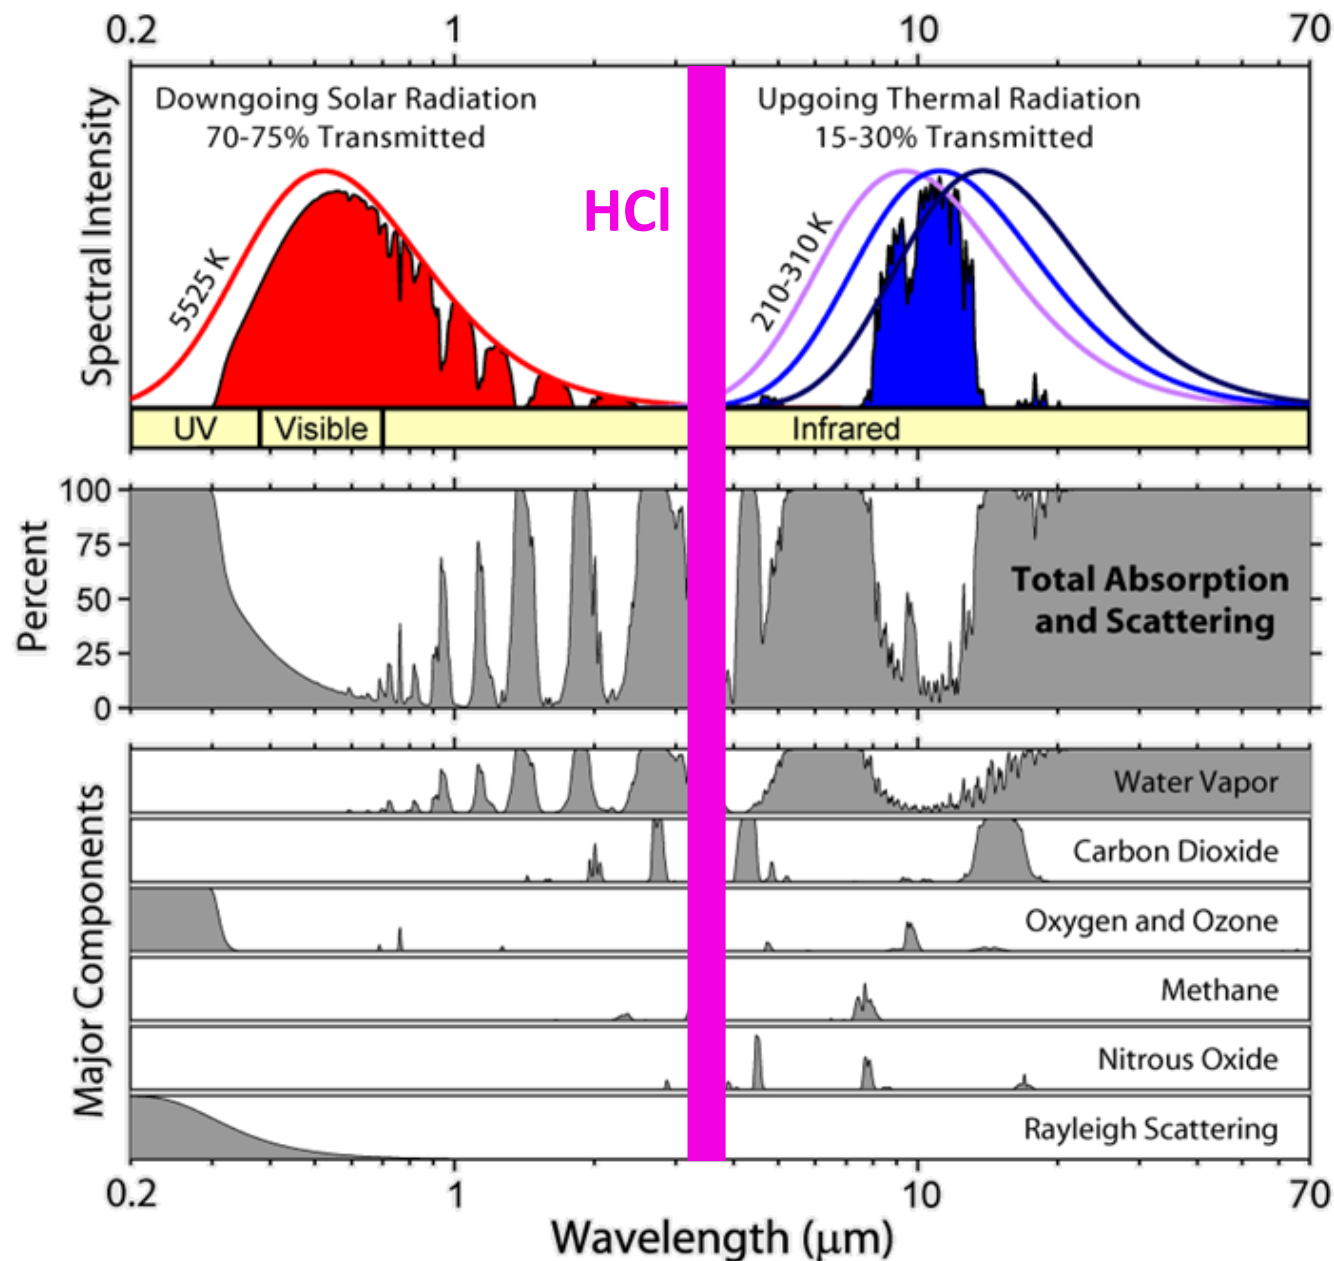 0.2 1 10 70
Downgoing Solar Radiation
70-75% Transmitted
Upgoing Thermal Radiation
15-30% Transmitted
HCl
Spectral Intensity
5525 K
210-310 K
UV Visible Infrared
Percent
100
75
50
25
0
Total Absorption
and Scattering
Major Components
Water Vapor
Carbon Dioxide
Oxygen and Ozone
Methane
Nitrous Oxide
Rayleigh Scattering
0.2 1 10 70
Wavelength (μm)